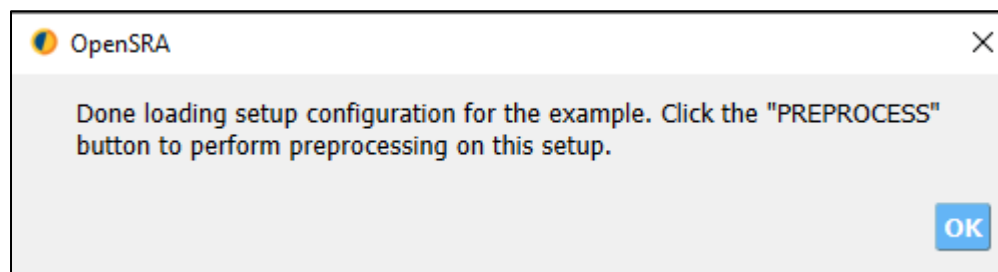 OpenSRA
Done loading setup configuration for the example. Click the "PREPROCESS"
button to perform preprocessing on this setup.
OK